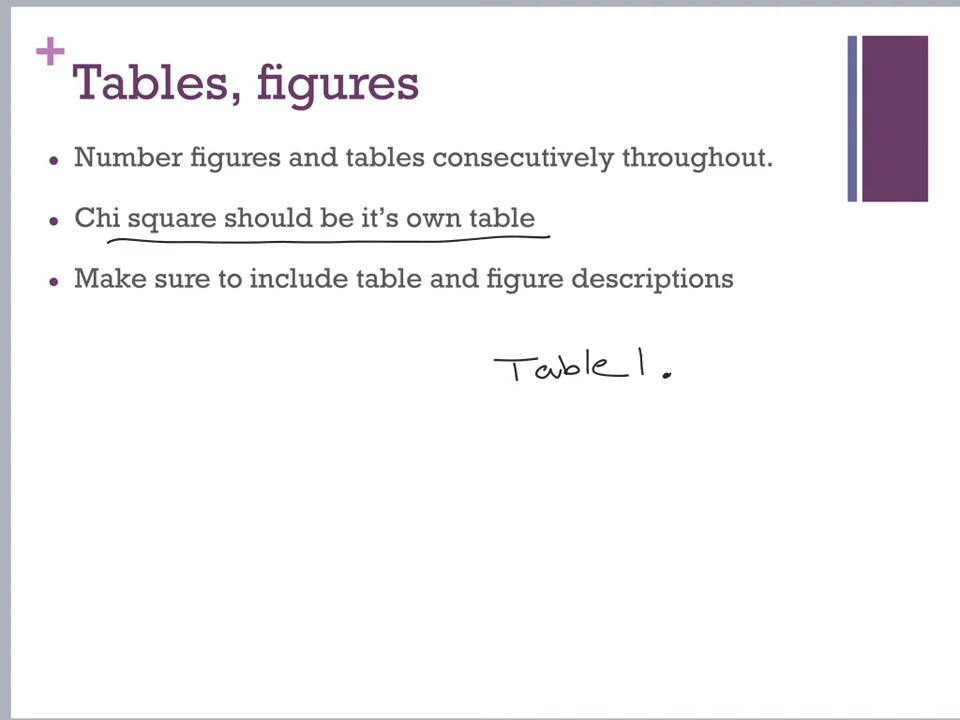 +
Tables, figures
• Number figures and tables consecutively throughout.
• Chi square should be it's own table
• Make sure to include table and figure descriptions
Table 1.